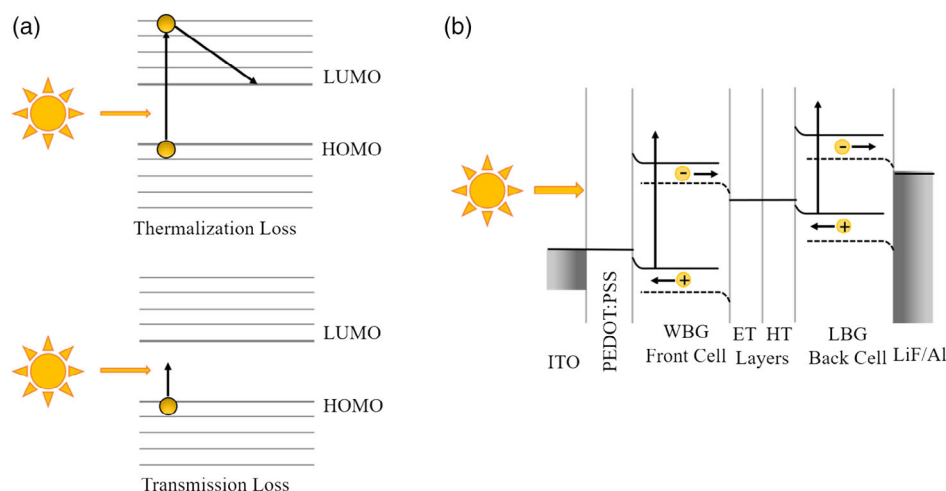 (a)
LUMO
HOMO
Thermalization Loss
LUMO
HOMO
Transmission Loss
(b)
-
+
-
+
ITO
PEDOT:PSS
WBG
Front Cell
ET HT
Layers
LBG
Back Cell
LiF/Al